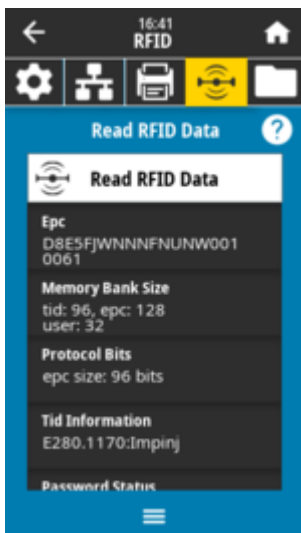 16:41
RFID
Read RFID Data
Read RFID Data
Epc
D8E5FJWNNNFNUNW001
0061
Memory Bank Size
tid: 96, epc: 128
user: 32
Protocol Bits
epc size: 96 bits
Tid Information
E280.1170:Impinj
Password Status